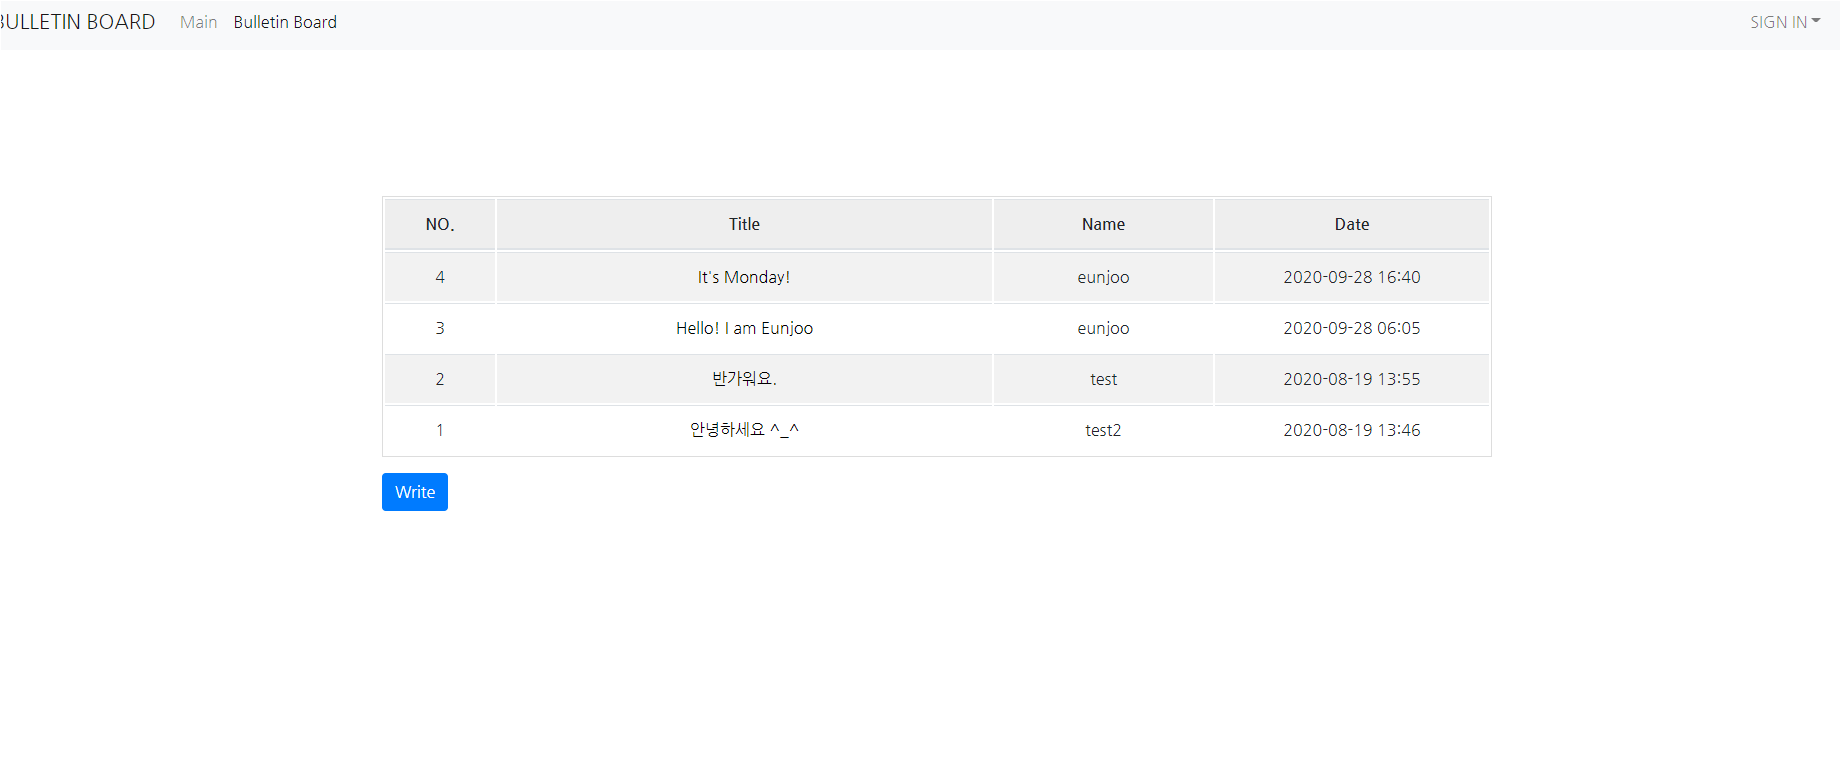 BULLETIN BOARD Main Bulletin Board SIGN IN
NO. Title Name Date
4 It's Monday! eunjoo 2020-09-28 16:40
3 Hello! I am Eunjoo eunjoo 2020-09-28 06:05
2 반가워요. test 2020-08-19 13:55
1 안녕하세요 ^_^ test2 2020-08-19 13:46
Write